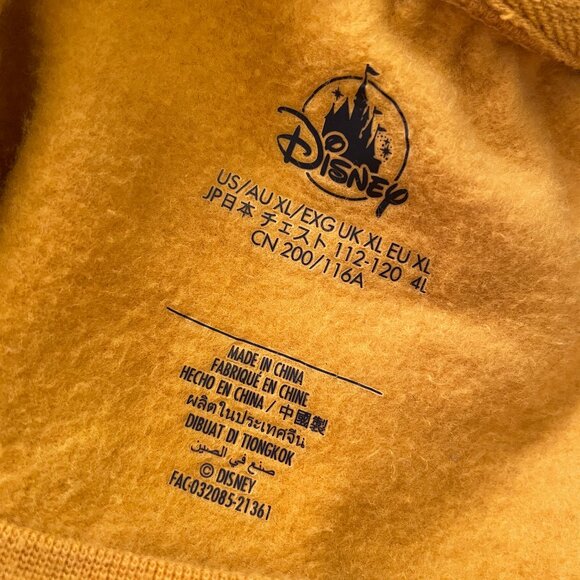 Disney
US/AU XL/EXG UK XL EU XL
JP日本 チェスト 112-120 4L
CN 200/116A
MADE IN CHINA
FABRIQUÉ EN CHINE
HECHO EN CHINA / 中國製
ผลิตในประเทศจีน
DIBUAT DI TIONGKOK
صنع في الصين
© DISNEY
FAC-032085-21361